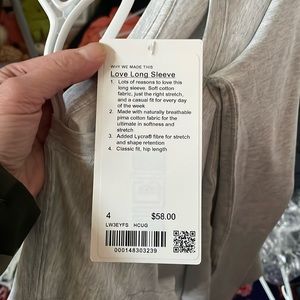 WHY WE MADE THIS
Love Long Sleeve
1. Lots of reasons to love this
long sleeve. Soft cotton
fabric, just the right stretch,
and a casual fit for every day
of the week
2. Made with naturally breathable
pima cotton fabric for the
ultimate in softness and
stretch
3. Added Lycra® fibre for stretch
and shape retention
4. Classic fit, hip length
4 $58.00
LW3EYFS HCUG
000148303239